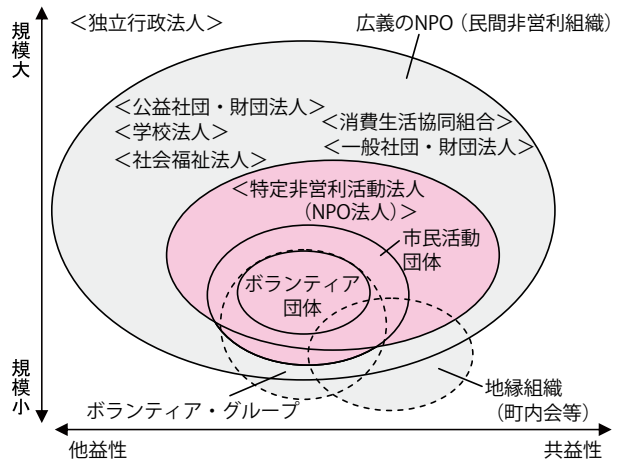 規模大
＜独立行政法人＞
広義のNPO（民間非営利組織）
＜公益社団・財団法人＞
＜学校法人＞
＜社会福祉法人＞
＜消費生活協同組合＞
＜一般社団・財団法人＞
＜特定非営利活動法人
（NPO法人）＞
市民活動
団体
ボランティア
団体
規模小
ボランティア・グループ
地縁組織
（町内会等）
他益性
共益性